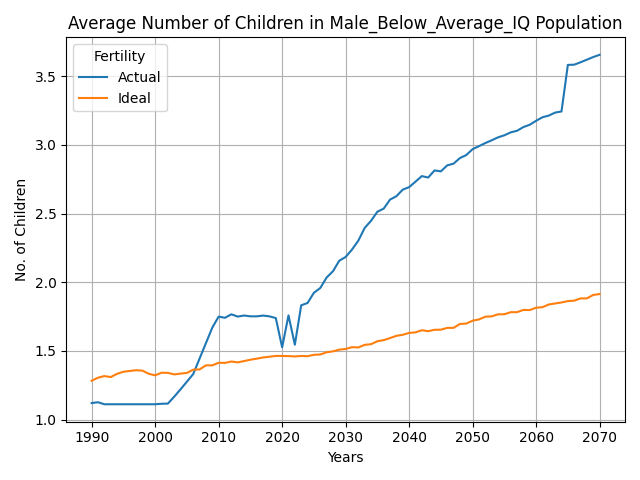 Average Number of Children in Male_Below_Average_IQ Population
Fertility
Actual
Ideal
No. of Children
3.5
3.0
2.5
2.0
1.5
1.0
1990 2000 2010 2020 2030 2040 2050 2060 2070
Years